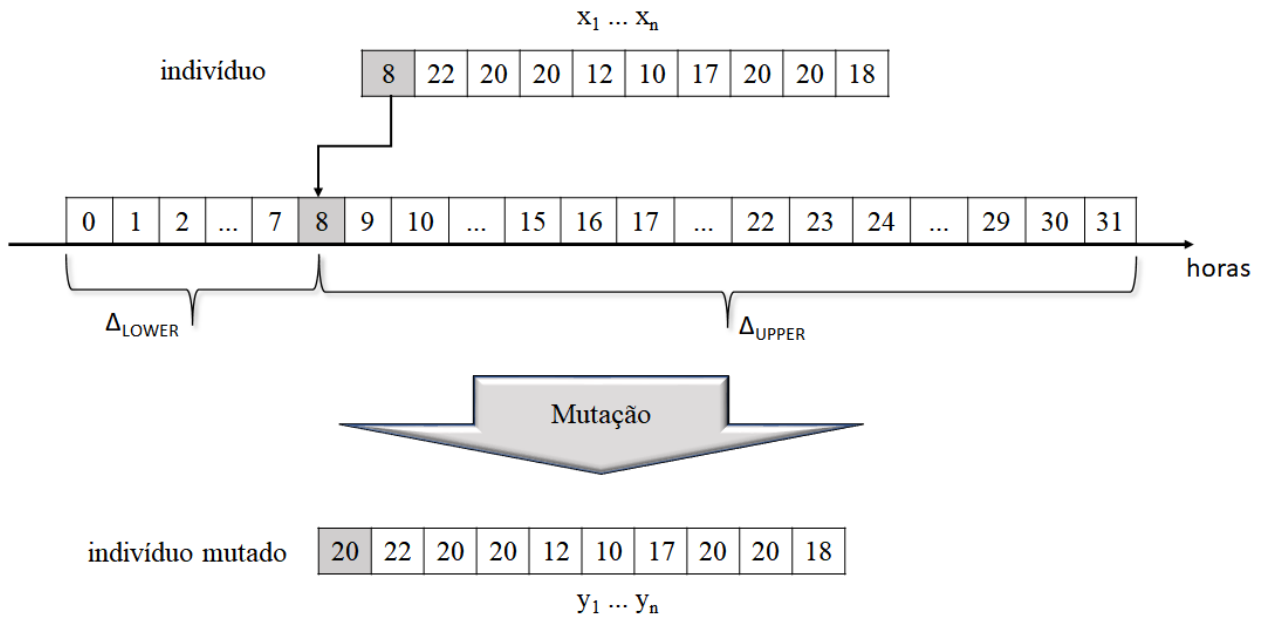 x1 ... xn
indivíduo 8 22 20 20 12 10 17 20 20 18
0 1 2 ... 7 8 9 10 ... 15 16 17 ... 22 23 24 ... 29 30 31
horas
ΔLOWER ΔUPPER
Mutação
indivíduo mutado 20 22 20 20 12 10 17 20 20 18
y1 ... yn